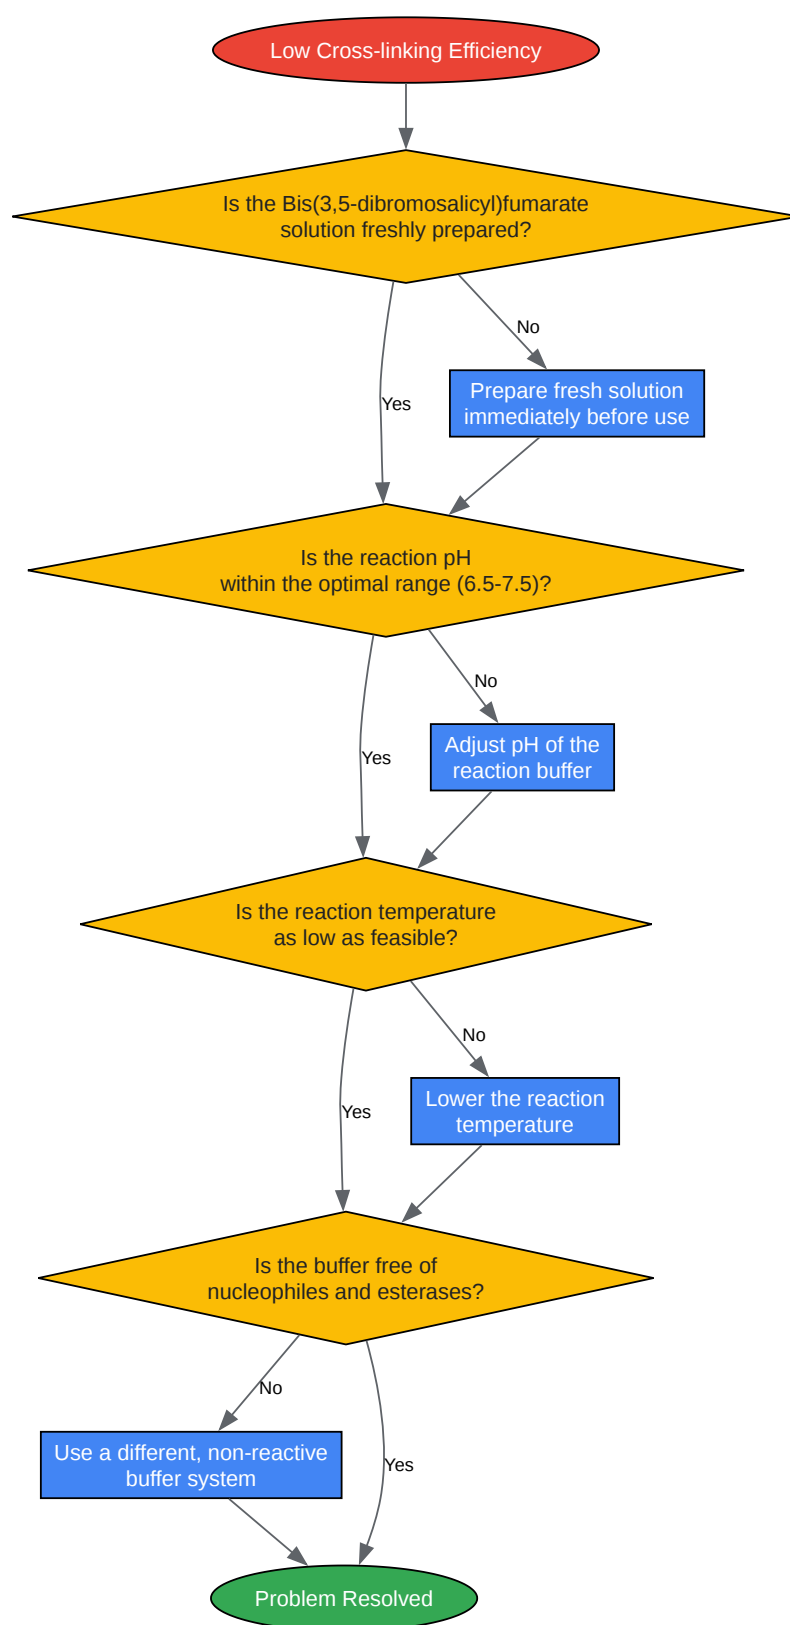 Low Cross-linking Efficiency
Is the Bis(3,5-dibromosalicyl)fumarate
solution freshly prepared?
No
Yes
Prepare fresh solution
immediately before use
Is the reaction pH
within the optimal range (6.5-7.5)?
No
Yes
Adjust pH of the
reaction buffer
Is the reaction temperature
as low as feasible?
No
Yes
Lower the reaction
temperature
Is the buffer free of
nucleophiles and esterases?
No
Yes
Use a different, non-reactive
buffer system
Problem Resolved